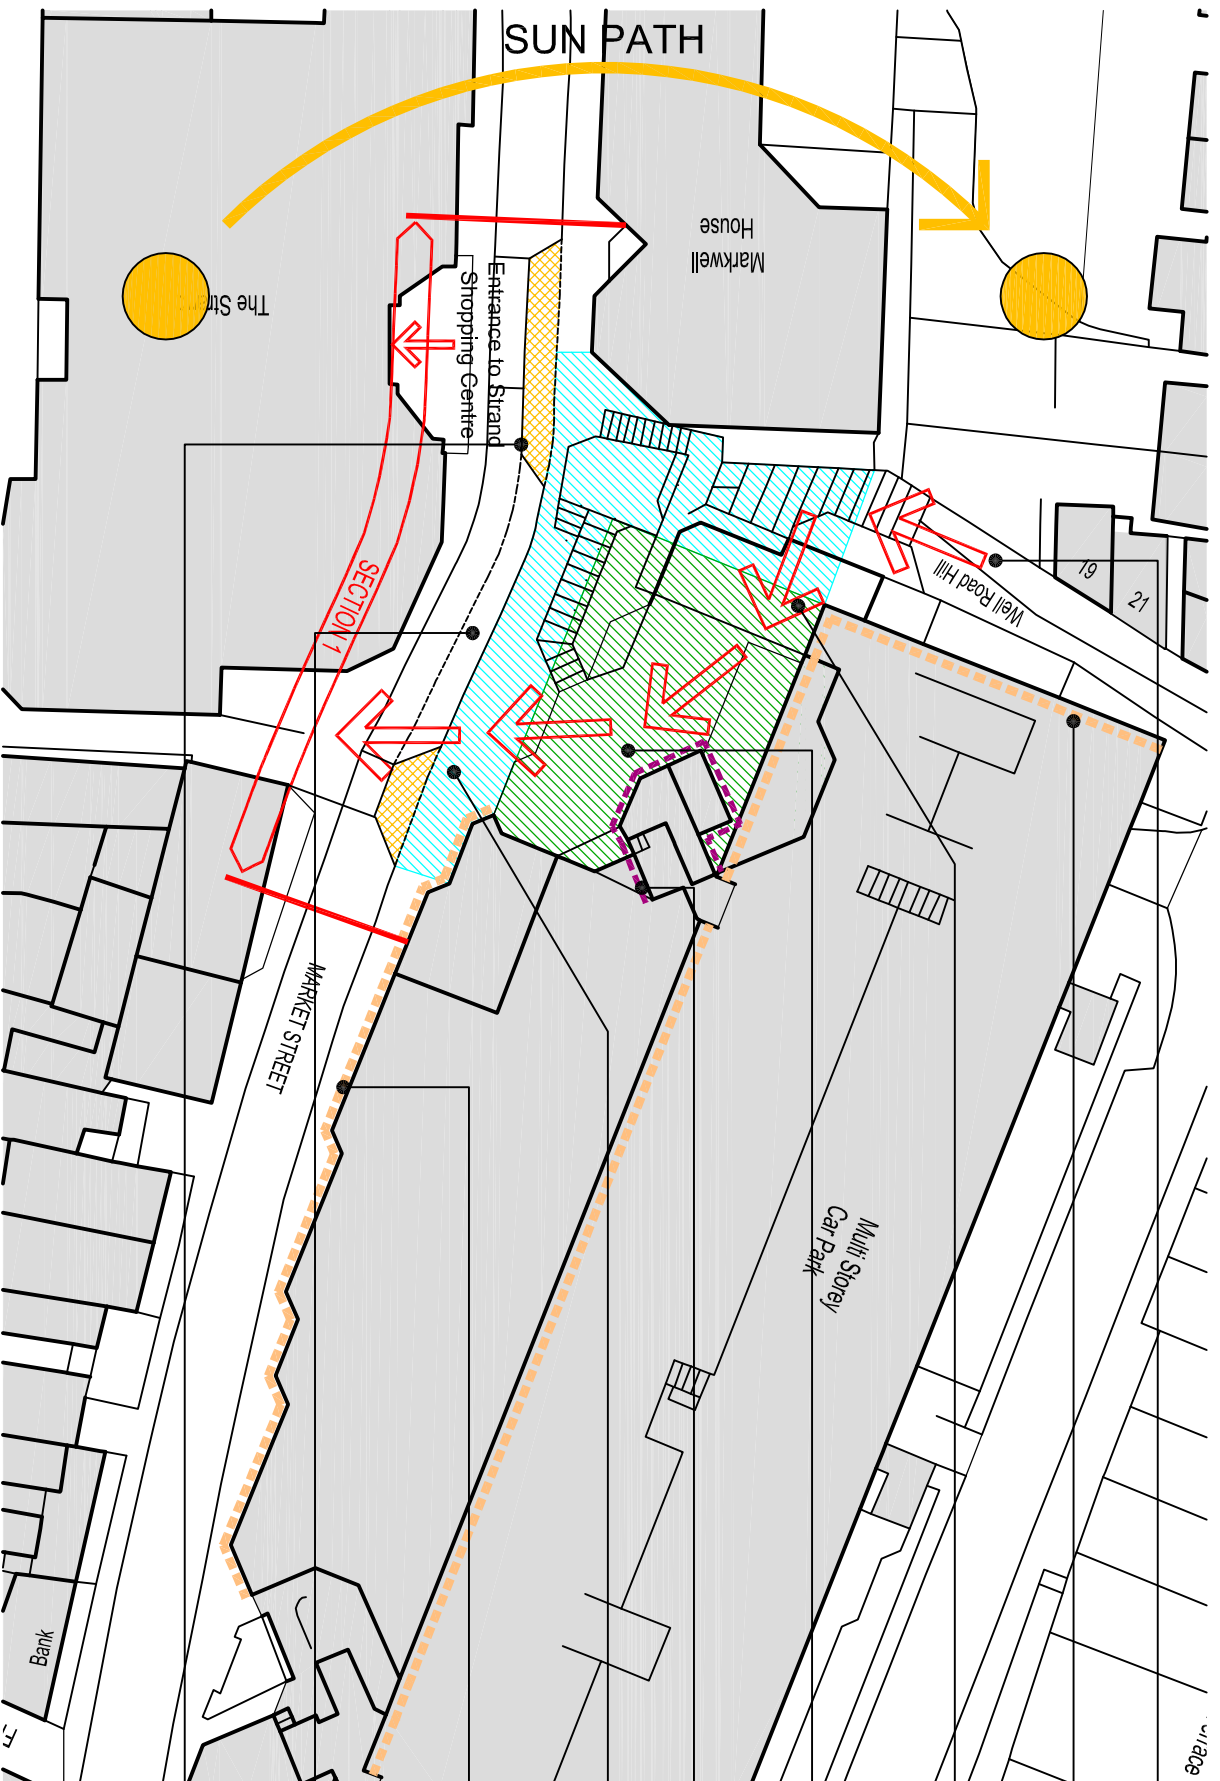 SUN PATH
Markwell
House
The
Entrance to Strand
Shopping Centre
SECTION 1
Well Road Hill
19
21
MARKET STREET
Multi Storey
Car Park
Bank